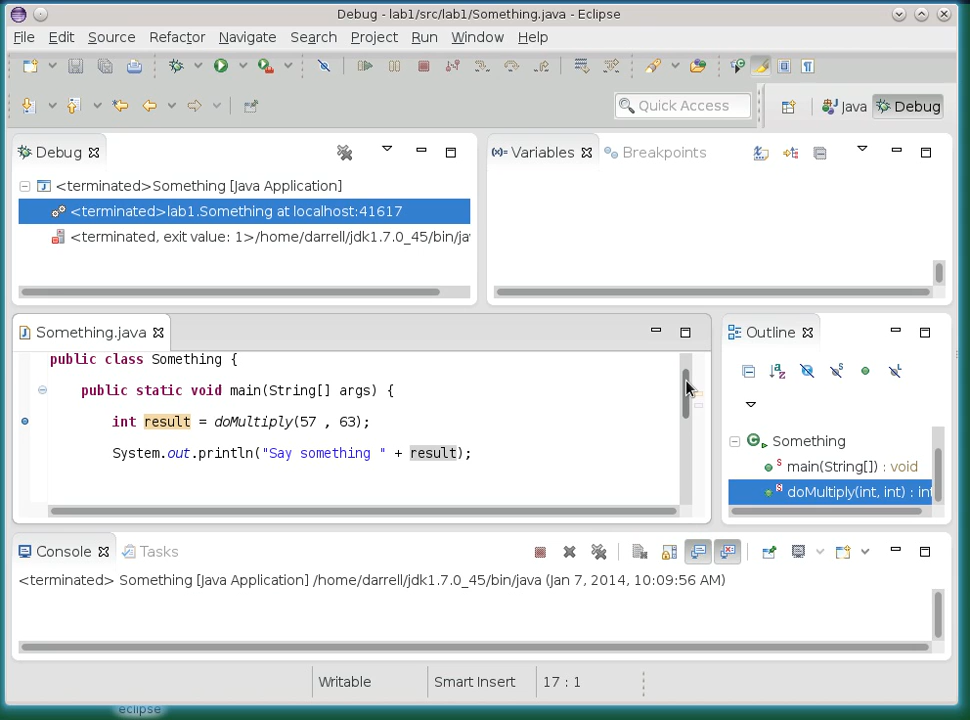 Debug - lab1/src/lab1/Something.java - Eclipse
File Edit Source Refactor Navigate Search Project Run Window Help
Quick Access
Java
Debug
Debug
Variables
Breakpoints
<terminated>Something [Java Application]
<terminated>lab1.Something at localhost:41617
<terminated, exit value: 1>/home/darrell/jdk1.7.0_45/bin/ja
Something.java
public class Something {
public static void main(String[] args) {
int result = doMultiply(57 , 63);
System.out.println("Say something " + result);
Outline
Something
main(String[]) : void
doMultiply(int, int) : int
Console
Tasks
<terminated> Something [Java Application] /home/darrell/jdk1.7.0_45/bin/java (Jan 7, 2014, 10:09:56 AM)
Writable
Smart Insert
17 : 1
eclipse